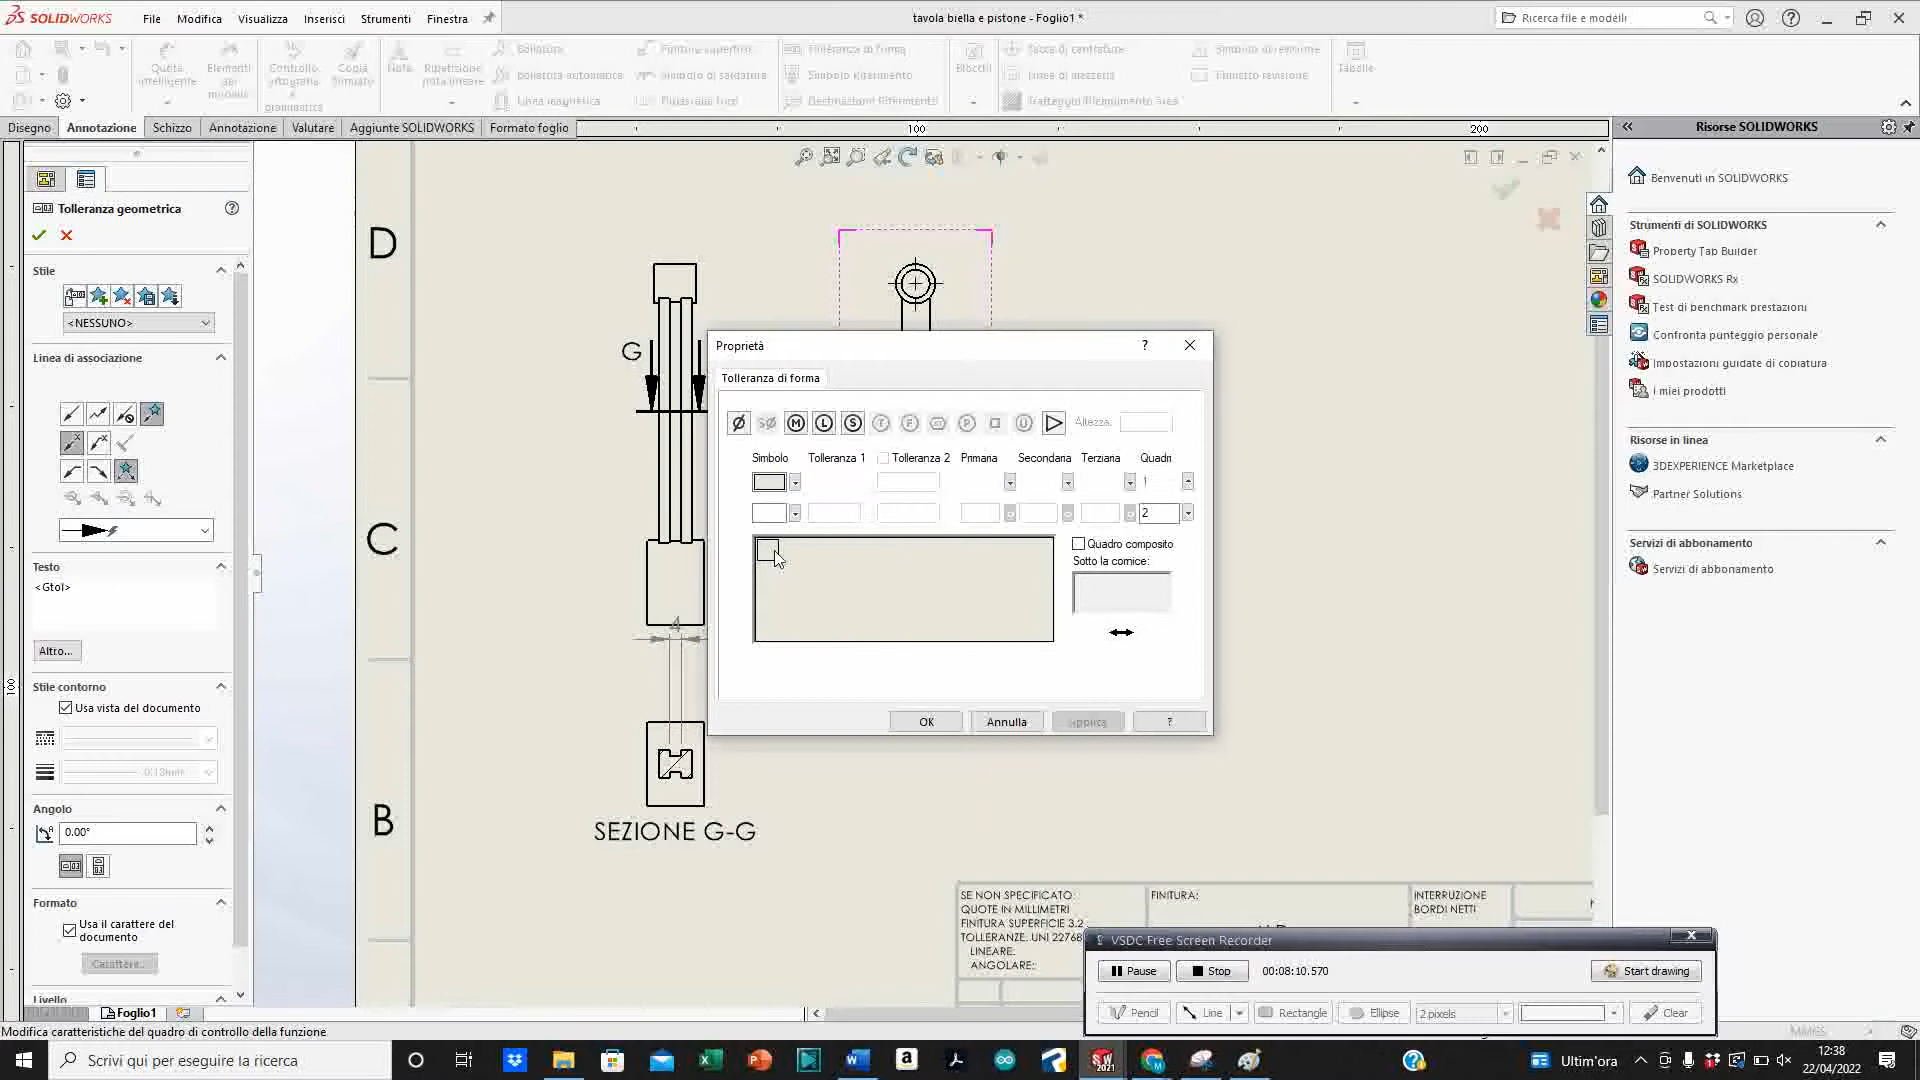 SOLIDWORKS
File
Modifica
Visualizza
Inserisci
Strumenti
Finestra
tavola biella e pistone - Foglio1 *
Ricerca file e modelli
Quota intelligente
Elementi del modello
Controllo ortografia grammatica
Copia formato
Nota
Ripetizione nota lineare
Bollatura
Bollatura automatica
Linea magnetica
Finitura superficie
Simbolo di saldatura
Tolleranza di forma
Simbolo riferimento
Destinazioni Riferimento
Blocchi
Linea di mezzeria
Tratteggio/Riempimento area
Simbolo di revisione
Tabelle
Disegno
Annotazione
Schizzo
Annotazione
Valutare
Aggiunte SOLIDWORKS
Formato foglio
100
200
Risorse SOLIDWORKS
Tolleranza geometrica
Stile
<NESSUNO>
Linea di associazione
Testo
<Gtol>
Altro...
Stile contorno
Usa vista del documento
0.18mm
Angolo
0.00°
Formato
Usa il carattere del documento
Carattere...
Livello
100
D
C
B
G
4
SEZIONE G-G
Proprietà
?
Tolleranza di forma
Altezza:
Simbolo
Tolleranza 1
Tolleranza 2
Primaria
Secondaria
Terziaria
Quadri
1
2
Quadro composito
Sotto la cornice:
OK
Annulla
Applica
?
SE NON SPECIFICATO:
QUOTE IN MILLIMETRI
FINITURA SUPERFICIE 3.2
TOLLERANZE: UNI 22768
LINEARE:
ANGOLARE:
FINITURA:
INTERRUZIONE
BORDI NETTI
Benvenuti in SOLIDWORKS
Strumenti di SOLIDWORKS
Property Tap Builder
SOLIDWORKS Rx
Test di benchmark prestazioni
Confronta punteggio personale
Impostazioni guidate di copiatura
I miei prodotti
Risorse in linea
3DEXPERIENCE Marketplace
Partner Solutions
Servizi di abbonamento
Servizi di abbonamento
VSDC Free Screen Recorder
Pause
Stop
00:08:10.570
Start drawing
Pencil
Line
Rectangle
Ellipse
2 pixels
Clear
Foglio1
Modifica caratteristiche del quadro di controllo della funzione
MMGS
Scrivi qui per eseguire la ricerca
Ultim'ora
12:38
22/04/2022